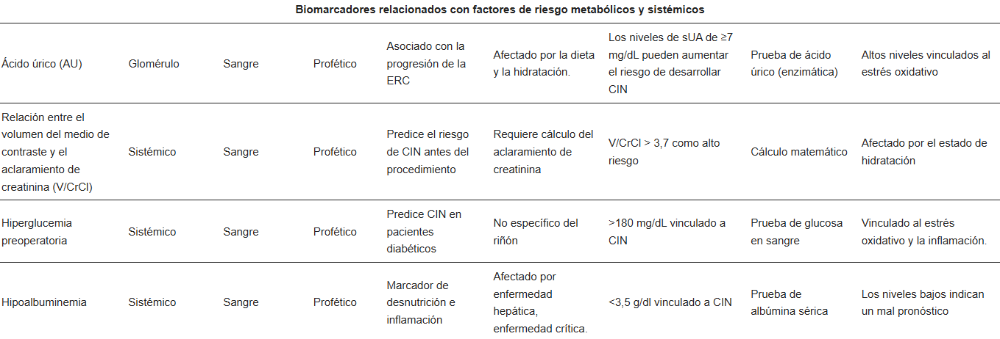 Biomarcadores relacionados con factores de riesgo metabólicos y sistémicos
Ácido úrico (AU)
Glomérulo
Sangre
Profético
Asociado con la
progresión de la
ERC
Afectado por la dieta
y la hidratación.
Los niveles de sUA de ≥7
mg/dL pueden aumentar
el riesgo de desarrollar
CIN
Prueba de ácido
úrico (enzimática)
Altos niveles vinculados al
estrés oxidativo
Relación entre el
volumen del medio de
contraste y el
aclaramiento de
creatinina (V/CrCl)
Sistémico
Sangre
Profético
Predice el riesgo
de CIN antes del
procedimiento
Requiere cálculo del
aclaramiento de
creatinina
V/CrCl > 3,7 como alto
riesgo
Cálculo matemático
Afectado por el estado de
hidratación
Hiperglucemia
preoperatoria
Sistémico
Sangre
Profético
Predice CIN en
pacientes
diabéticos
No específico del
riñón
>180 mg/dL vinculado a
CIN
Prueba de glucosa
en sangre
Vinculado al estrés
oxidativo y la inflamación.
Hipoalbuminemia
Sistémico
Sangre
Profético
Marcador de
desnutrición e
inflamación
Afectado por
enfermedad
hepática,
enfermedad crítica.
<3,5 g/dl vinculado a CIN
Prueba de
albúmina sérica
Los niveles bajos indican
un mal pronóstico